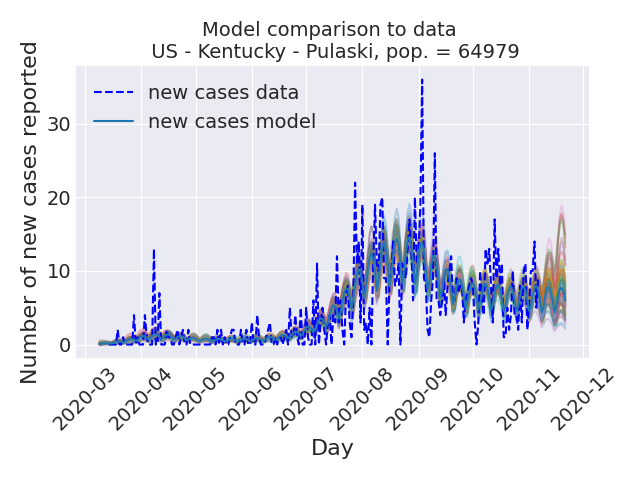 Model comparison to data
US - Kentucky - Pulaski, pop. = 64979
Number of new cases reported
new cases data
new cases model
30
20
10
0
2020-03
2020-04
2020-05
2020-06
2020-07
2020-08
2020-09
2020-10
2020-11
2020-12
Day